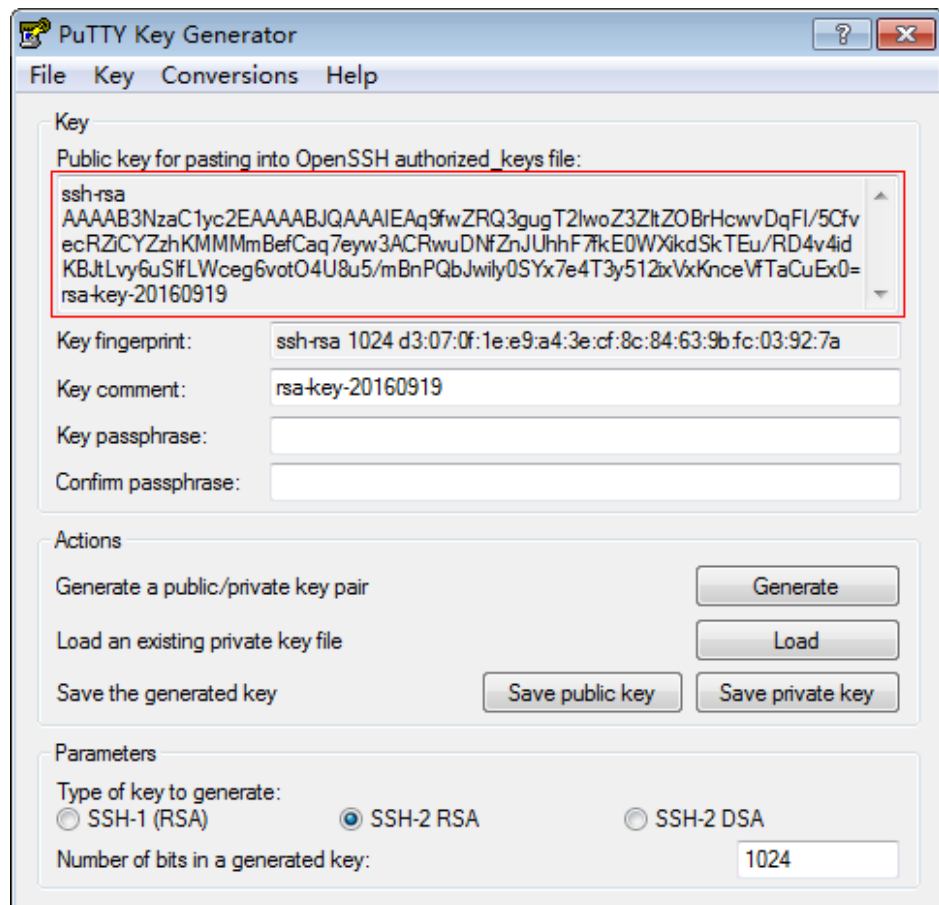 PuTTY Key Generator
File Key Conversions Help
Key
Public key for pasting into OpenSSH authorized_keys file:
ssh-rsa
AAAAB3NzaC1yc2EAAAABJQAAAIEAq9fwZRQ3gugT2lwoZ3ZltZOBrHcwvDqFI/5Cfv
ecRZiCYZzhKMMMmBefCaq7eyw3ACRwuDNfZnJUhhF7fkE0WXikdSkTEu/RD4v4id
KBJtLvy6uSlfLWceg6votO4U8u5/mBnPQbJwily0SYx7e4T3y512ixVxKnceVfTaCuEx0=
rsa-key-20160919
Key fingerprint: ssh-rsa 1024 d3:07:0f:1e:e9:a4:3e:cf:8c:84:63:9b:fc:03:92:7a
Key comment: rsa-key-20160919
Key passphrase:
Confirm passphrase:
Actions
Generate a public/private key pair Generate
Load an existing private key file Load
Save the generated key Save public key Save private key
Parameters
Type of key to generate:
SSH-1 (RSA) SSH-2 RSA SSH-2 DSA
Number of bits in a generated key: 1024